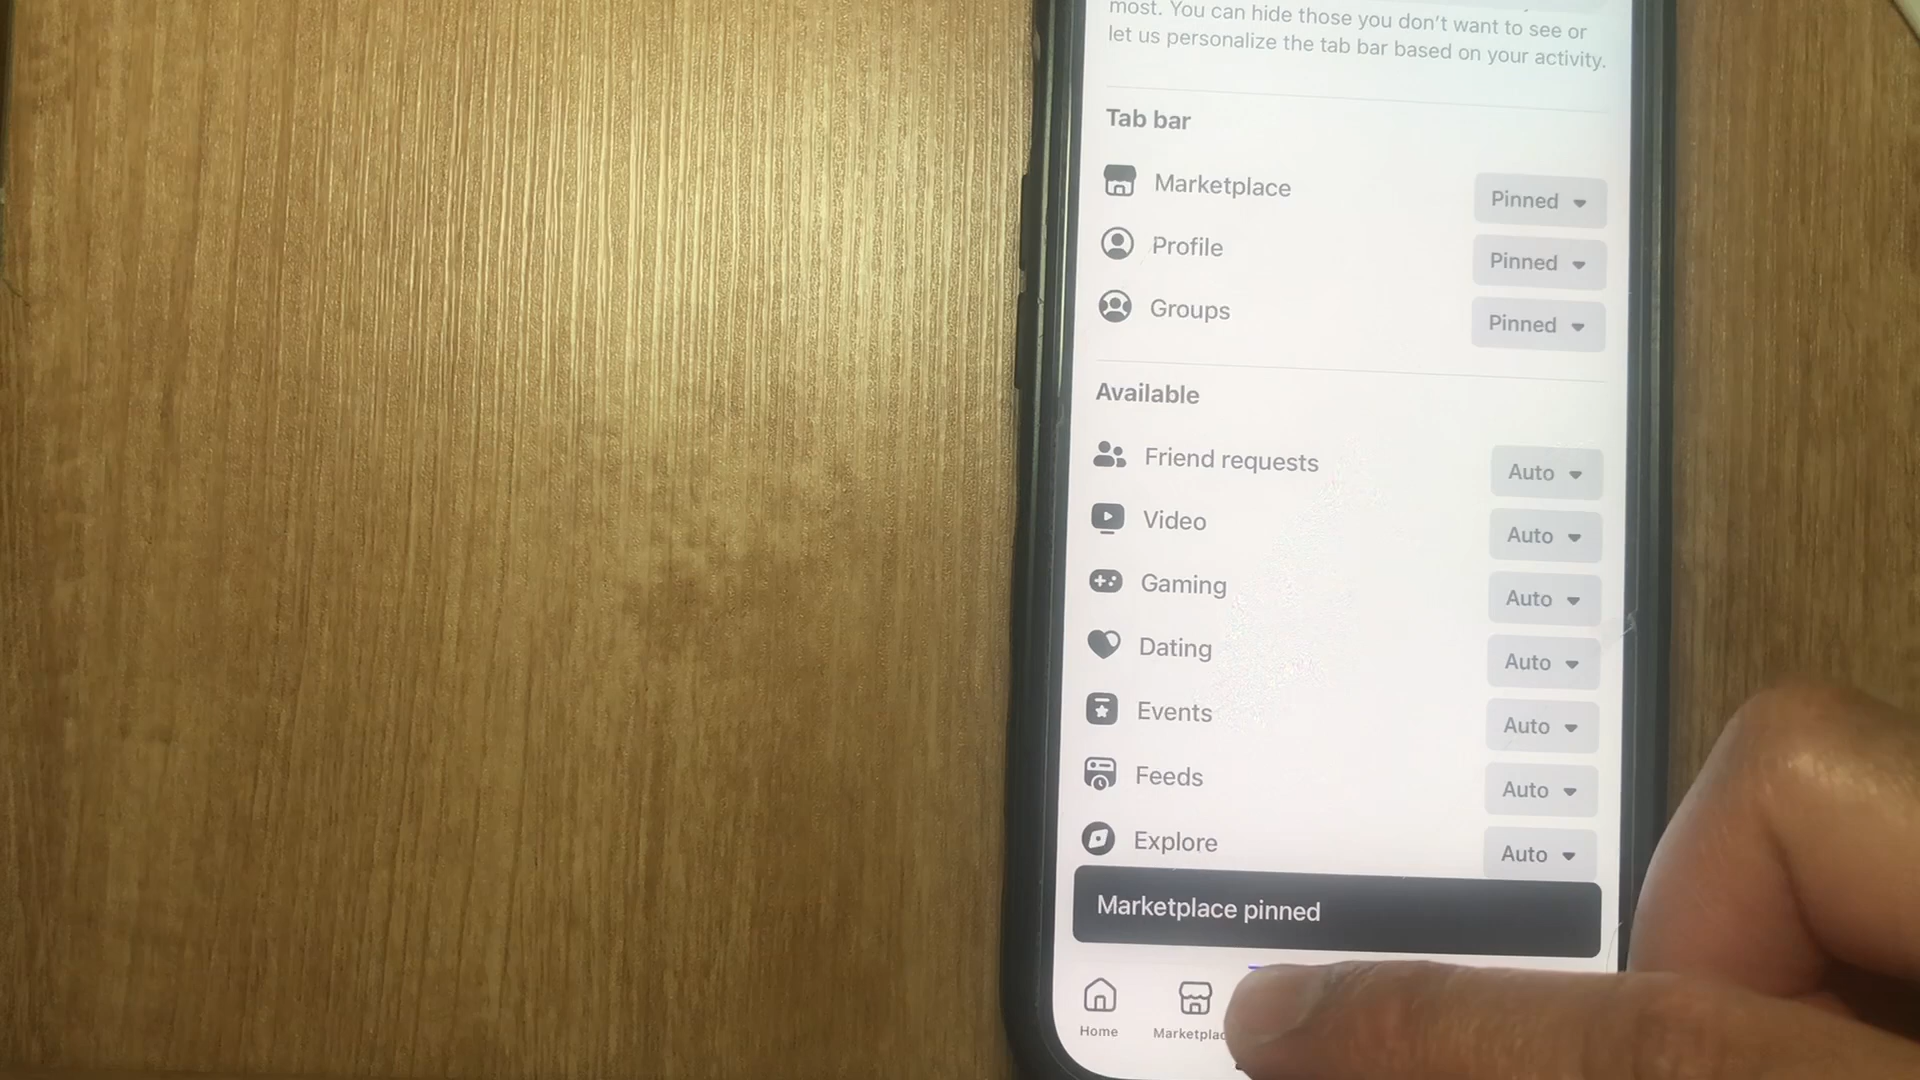 most. You can hide those you don't want to see or
let us personalize the tab bar based on your activity.
Tab bar
Marketplace Pinned
Profile Pinned
Groups Pinned
Available
Friend requests Auto
Video Auto
Gaming Auto
Dating Auto
Events Auto
Feeds Auto
Explore Auto
Marketplace pinned
Home Marketplac